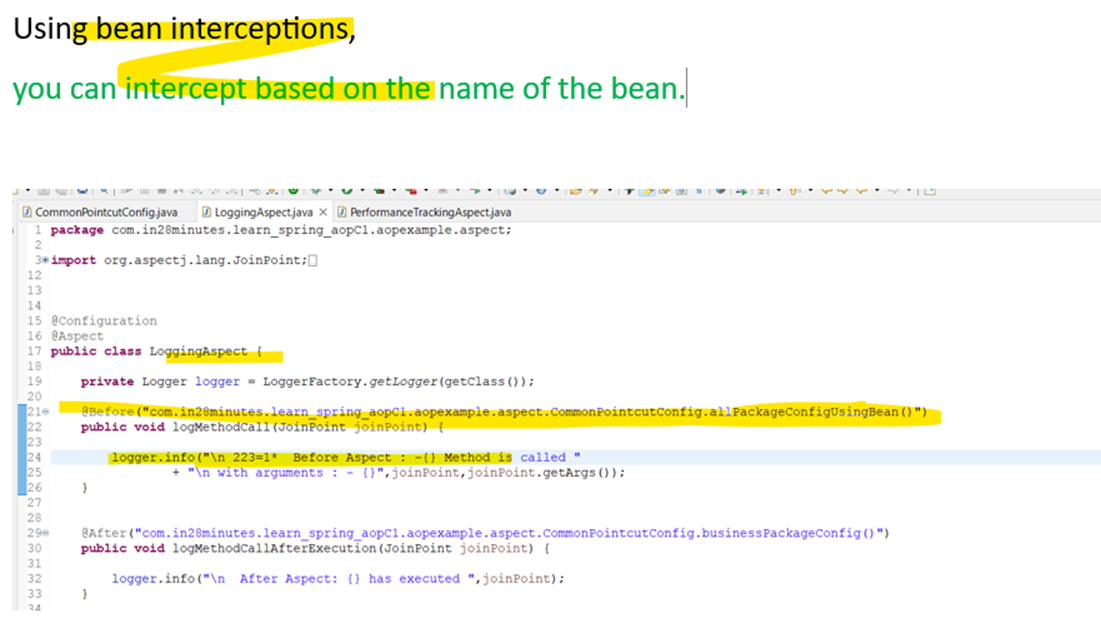 Using bean interceptions,
you can intercept based on the name of the bean.
CommonPointcutConfig.java LoggingAspect.java PerformanceTrackingAspect.java
1 package com.in28minutes.learn_spring_aopC1.aopexample.aspect;
2
3 import org.aspectj.lang.JoinPoint;
12
13
14
15 @Configuration
16 @Aspect
17 public class LoggingAspect {
18
19 private Logger logger = LoggerFactory.getLogger(getClass());
20
21 @Before("com.in28minutes.learn_spring_aopC1.aopexample.aspect.CommonPointcutConfig.allPackageConfigUsingBean()")
22 public void logMethodCall(JoinPoint joinPoint) {
23
24 logger.info("\n 223=1* Before Aspect : -{} Method is called "
25 + "\n with arguments : - {}",joinPoint,joinPoint.getArgs());
26 }
27
28
29 @After("com.in28minutes.learn_spring_aopC1.aopexample.aspect.CommonPointcutConfig.businessPackageConfig()")
30 public void logMethodCallAfterExecution(JoinPoint joinPoint) {
31
32 logger.info("\n After Aspect: {} has executed ",joinPoint);
33 }
34